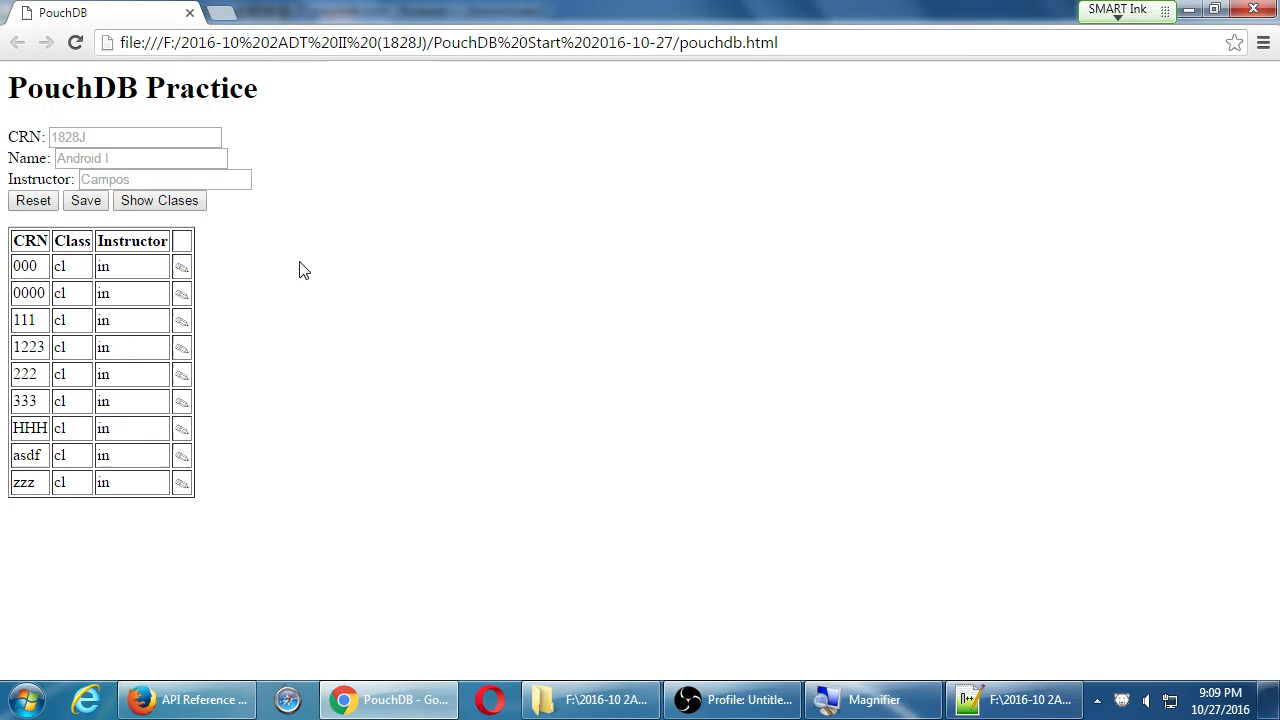 PouchDB
SMART Ink
file:///F:/2016-10%202ADT%20II%20(1828J)/PouchDB%20Start%202016-10-27/pouchdb.html
PouchDB Practice
CRN: 1828J
Name: Android I
Instructor: Campos
Reset Save Show Clases
CRN Class Instructor
000 cl in
0000 cl in
111 cl in
1223 cl in
222 cl in
333 cl in
HHH cl in
asdf cl in
zzz cl in
API Reference ... PouchDB - Go... F:\2016-10 2A... Profile: Untitle... Magnifier F:\2016-10 2A... 9:09 PM
10/27/2016